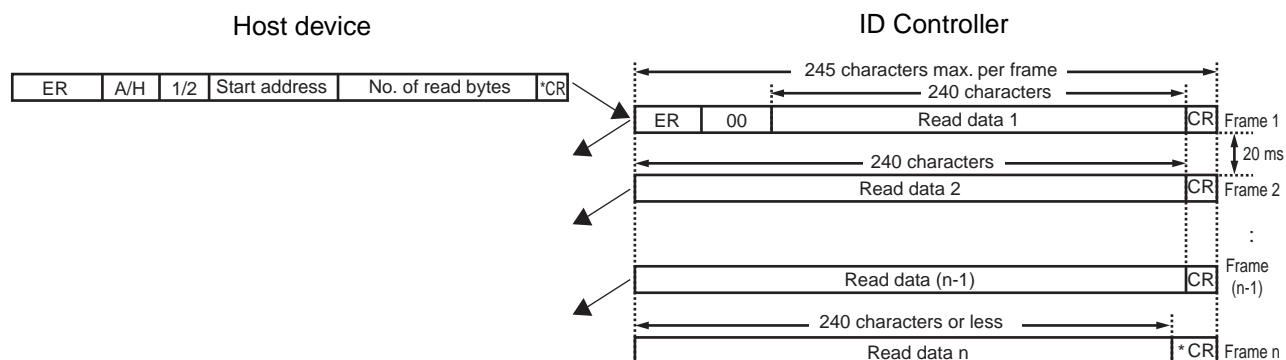 Host device
ID Controller
245 characters max. per frame
240 characters
ER A/H 1/2 Start address No. of read bytes *CR
ER 00 Read data 1 CR Frame 1
20 ms
240 characters
Read data 2 CR Frame 2
:
Read data (n-1) CR Frame
(n-1)
240 characters or less
Read data n *CR Frame n